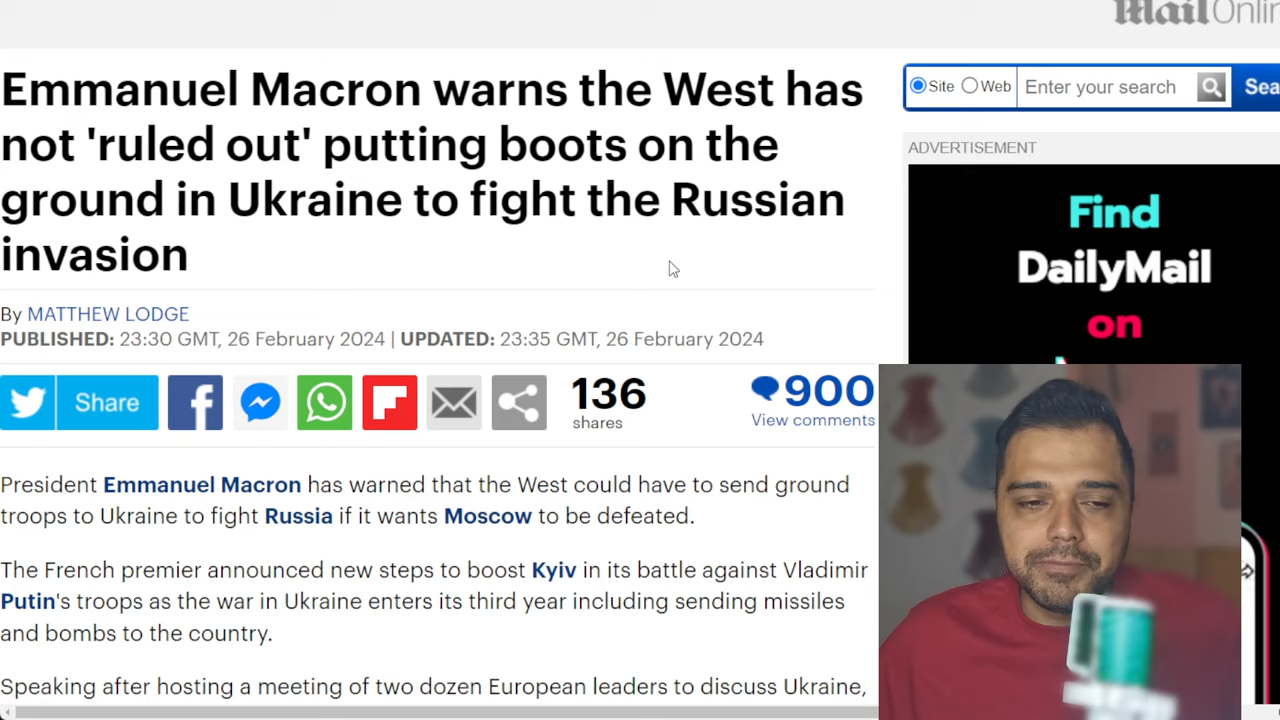 Mail Onlin
Emmanuel Macron warns the West has
not 'ruled out' putting boots on the
ground in Ukraine to fight the Russian
invasion
Site Web Enter your search Sea
ADVERTISEMENT
Find
DailyMail
on
By MATTHEW LODGE
PUBLISHED: 23:30 GMT, 26 February 2024 | UPDATED: 23:35 GMT, 26 February 2024
Share
136
shares
900
View comments
President Emmanuel Macron has warned that the West could have to send ground
troops to Ukraine to fight Russia if it wants Moscow to be defeated.
The French premier announced new steps to boost Kyiv in its battle against Vladimir
Putin's troops as the war in Ukraine enters its third year including sending missiles
and bombs to the country.
Speaking after hosting a meeting of two dozen European leaders to discuss Ukraine,